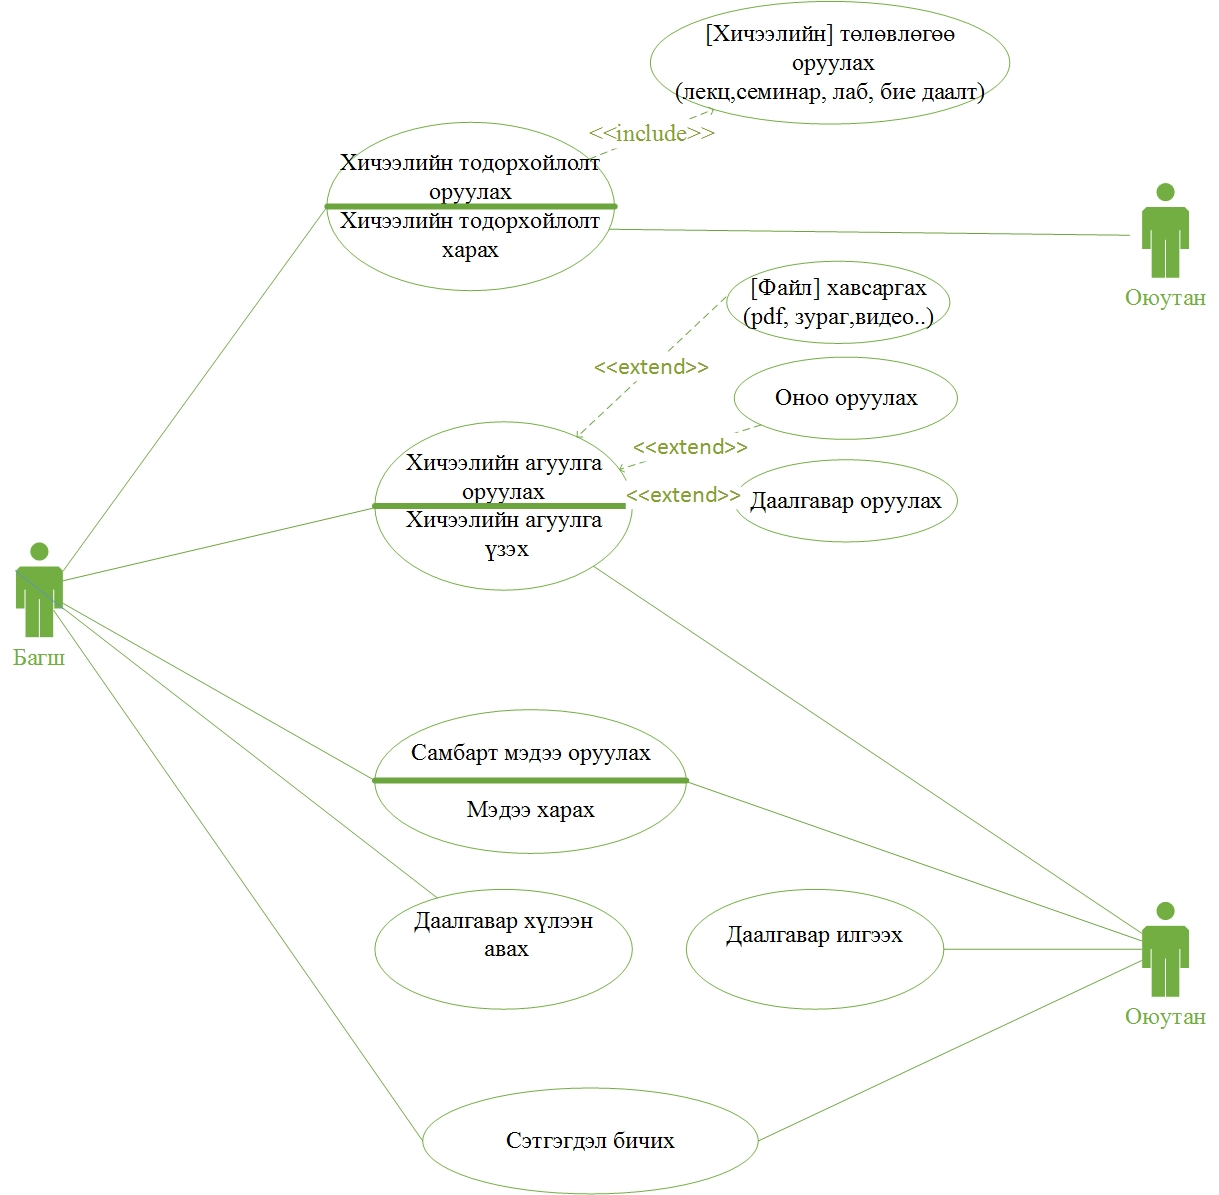 [Хичээлийн] төлөвлөгөө
оруулах
(лекц,семинар, лаб, бие даалт)
<<include>>
Хичээлийн тодорхойлолт
оруулах
Хичээлийн тодорхойлолт
харах
Оюутан
[Файл] хавсаргах
(pdf, зураг,видео..)
<<extend>>
Оноо оруулах
<<extend>>
Хичээлийн агуулга
оруулах
<<extend>>
Даалгавар оруулах
Хичээлийн агуулга
үзэх
Багш
Самбарт мэдээ оруулах
Мэдээ харах
Даалгавар хүлээн
авах
Даалгавар илгээх
Оюутан
Сэтгэгдэл бичих